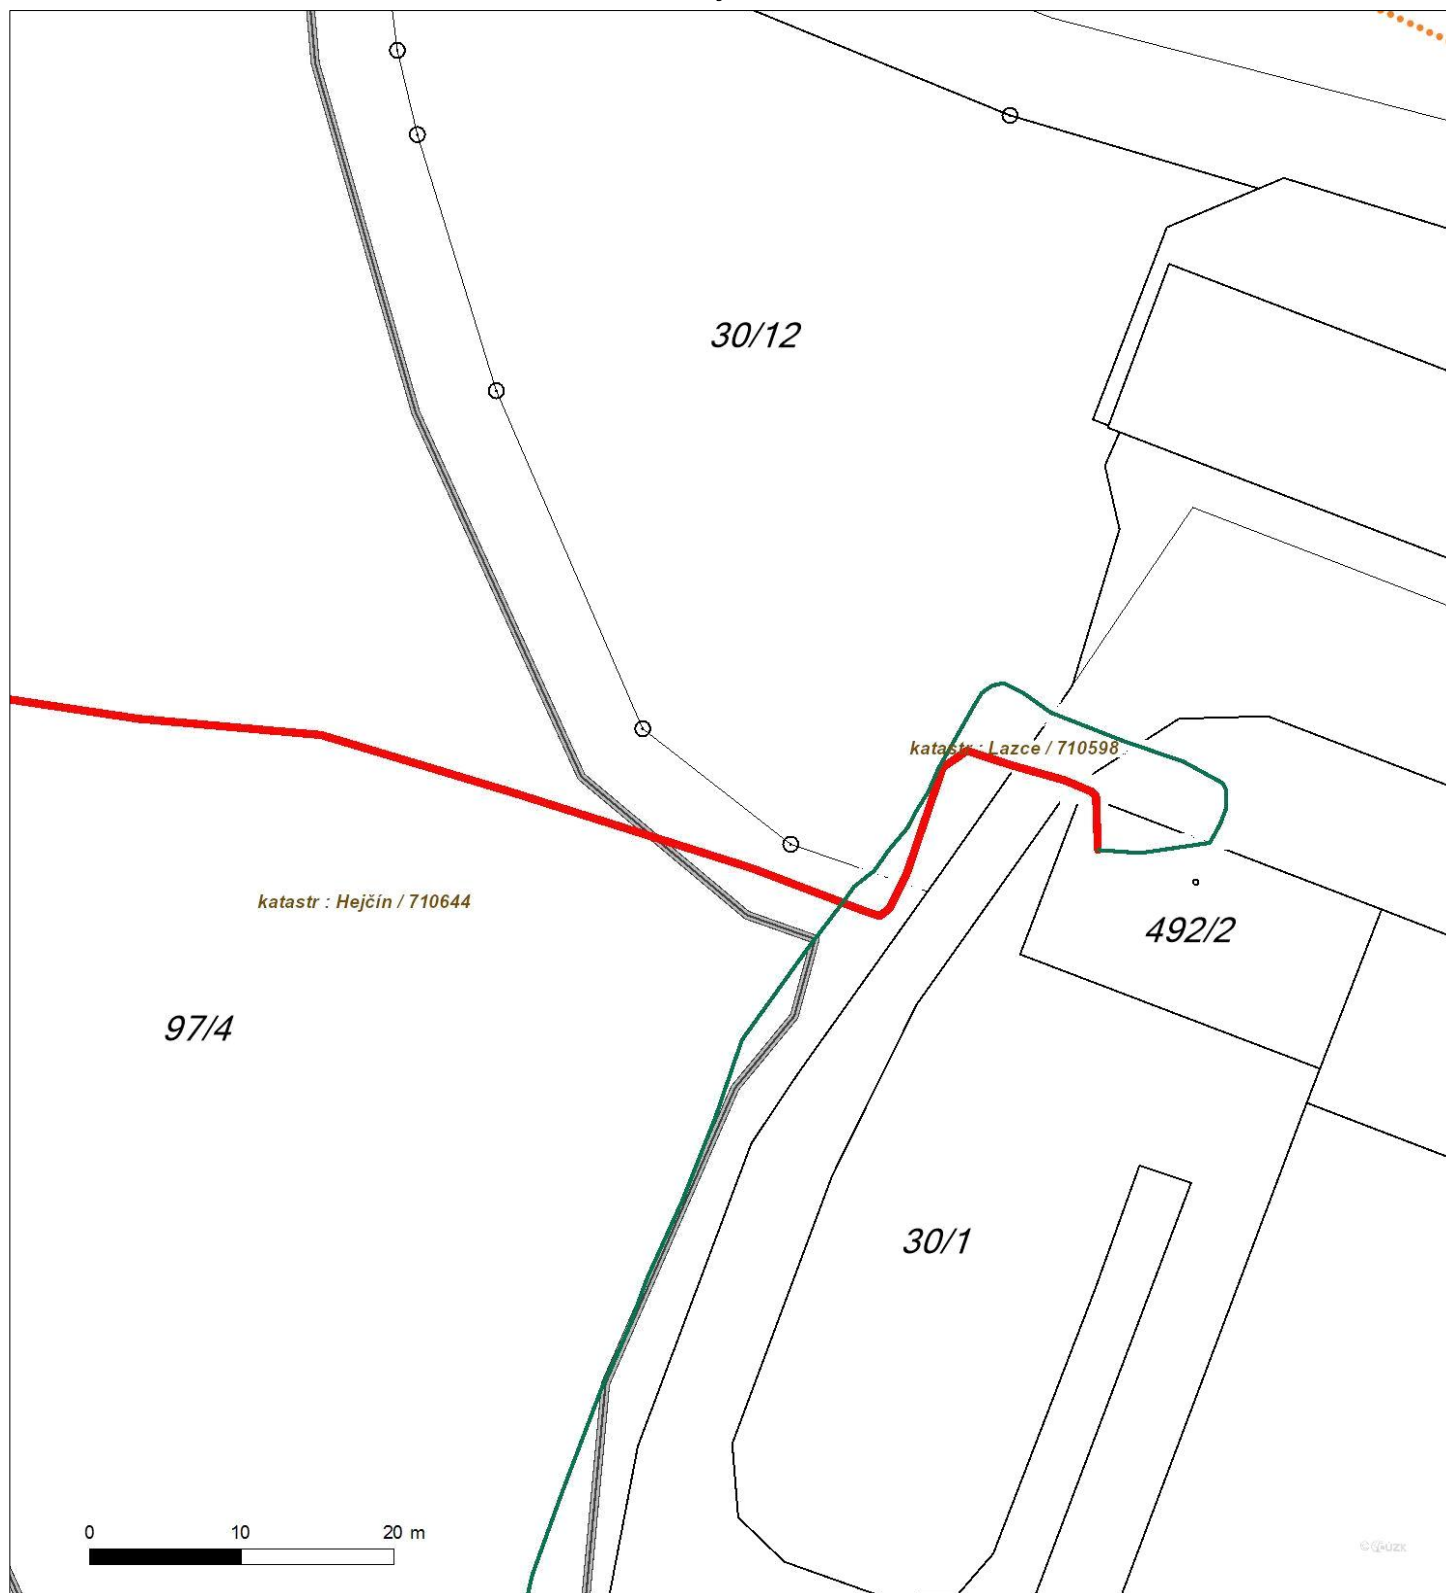 30/12
katastr : Lazce / 710598
katastr : Hejčín / 710644
492/2
97/4
30/1
0 10 20 m